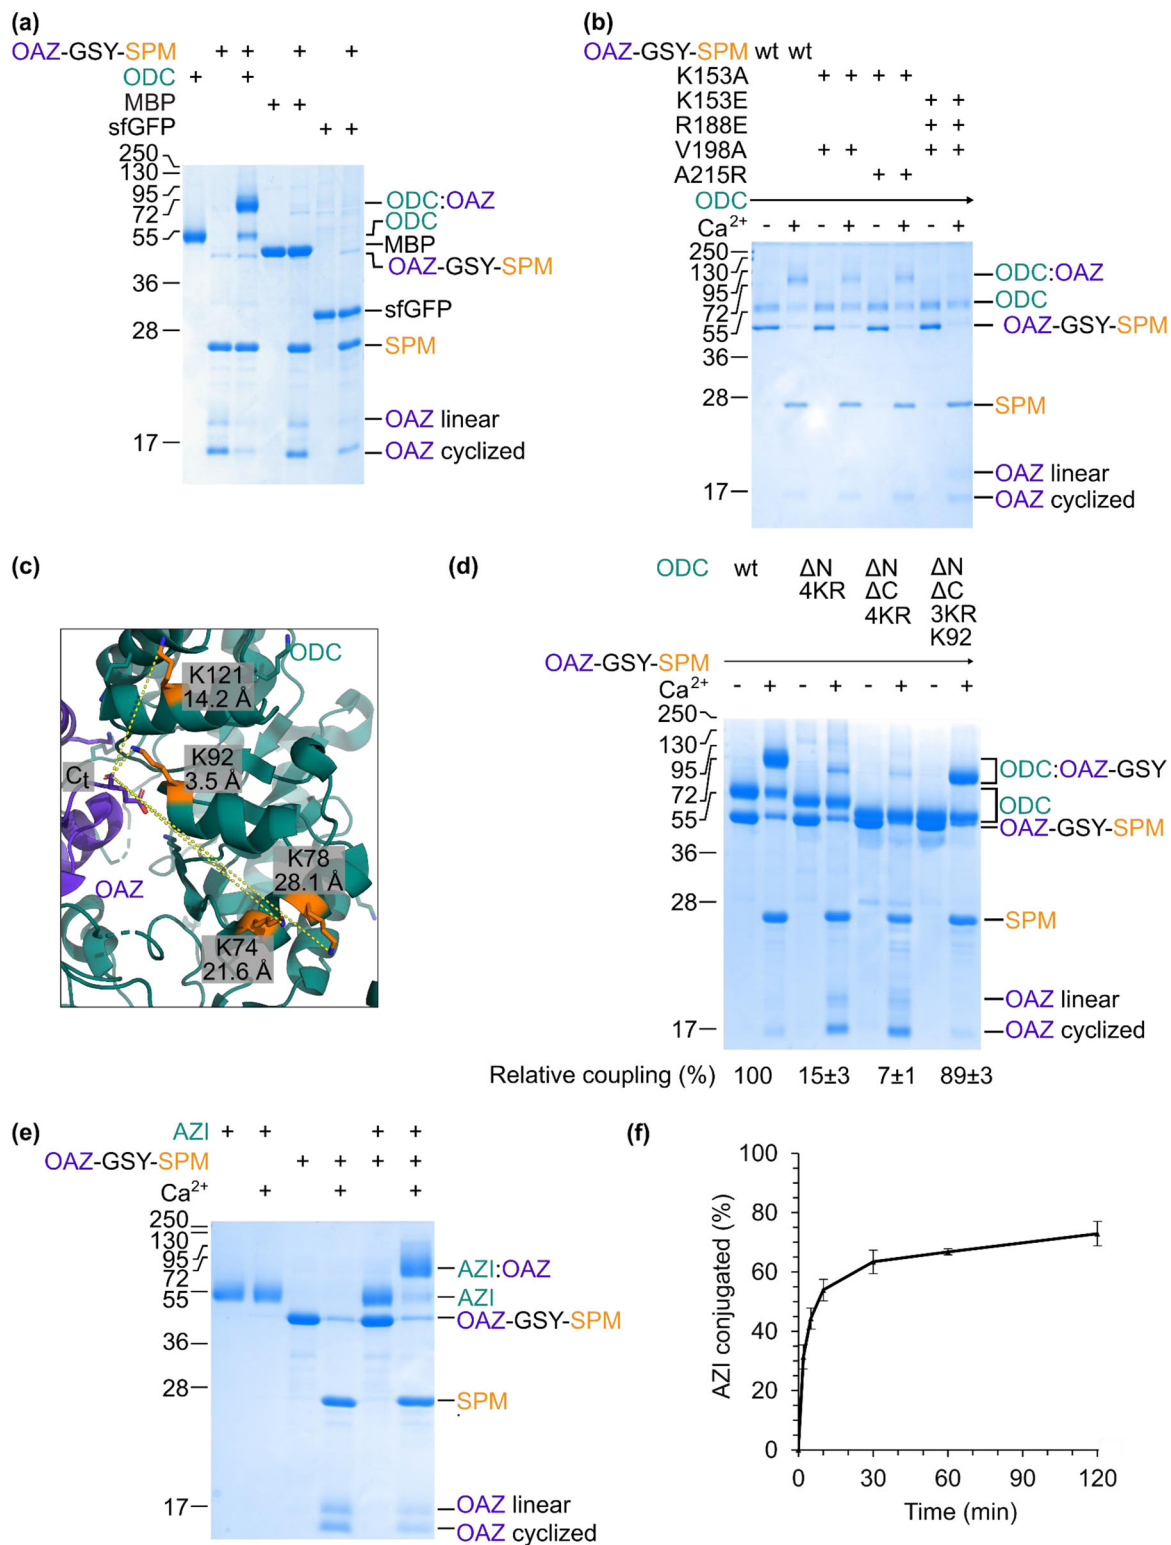 (a)
OAZ-GSY-SPM + + + +
ODC + +
MBP + +
sfGFP + +
250
130
95
72
55
36
28
17
ODC:OAZ
ODC
MBP
OAZ-GSY-SPM
sfGFP
SPM
OAZ linear
OAZ cyclized
(b)
OAZ-GSY-SPM wt wt
K153A + + + +
K153E + +
R188E + +
V198A + + + +
A215R + +
ODC
Ca²⁺ - + - + - + - +
250
130
95
72
55
36
28
17
ODC:OAZ
ODC
OAZ-GSY-SPM
SPM
OAZ linear
OAZ cyclized
(c)
ODC
K121
14.2 Å
K92
3.5 Å
Ct
K78
28.1 Å
OAZ
K74
21.6 Å
(d)
ODC wt ΔN ΔN ΔN
4KR ΔC ΔC
4KR 3KR
K92
OAZ-GSY-SPM
Ca²⁺ - + - + - + - +
250
130
95
72
55
36
28
17
ODC:OAZ-GSY
ODC
OAZ-GSY-SPM
SPM
OAZ linear
OAZ cyclized
Relative coupling (%) 100 15±3 7±1 89±3
(e)
AZI + + + +
OAZ-GSY-SPM + + + +
Ca²⁺ + + +
250
130
95
72
55
36
28
17
AZI:OAZ
AZI
OAZ-GSY-SPM
SPM
OAZ linear
OAZ cyclized
(f)
AZI conjugated (%)
100
80
60
40
20
0
0 30 60 90 120
Time (min)